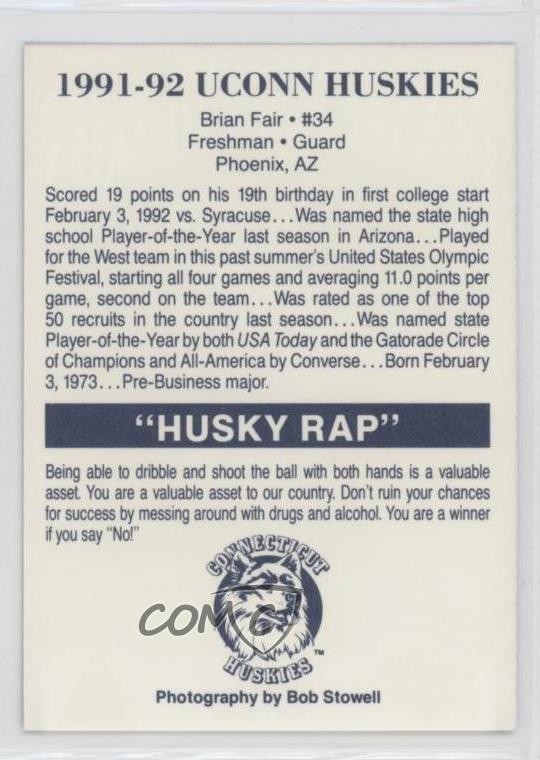 1991-92 UCONN HUSKIES
Brian Fair • #34
Freshman • Guard
Phoenix, AZ
Scored 19 points on his 19th birthday in first college start
February 3, 1992 vs. Syracuse...Was named the state high
school Player-of-the-Year last season in Arizona...Played
for the West team in this past summer's United States Olympic
Festival, starting all four games and averaging 11.0 points per
game, second on the team...Was rated as one of the top
50 recruits in the country last season...Was named state
Player-of-the-Year by both USA Today and the Gatorade Circle
of Champions and All-America by Converse...Born February
3, 1973...Pre-Business major.
"HUSKY RAP"
Being able to dribble and shoot the ball with both hands is a valuable
asset. You are a valuable asset to our country. Don't ruin your chances
for success by messing around with drugs and alcohol. You are a winner
if you say "No!"
CONNECTICUT
COMC
HUSKIES ™
Photography by Bob Stowell